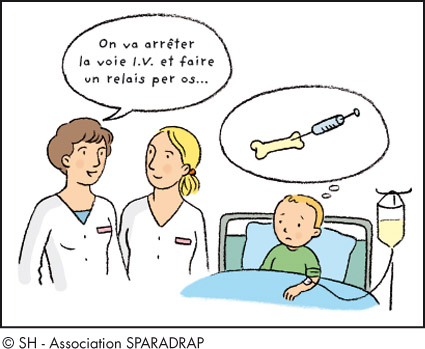 On va arrêter
la voie I.V. et faire
un relais per os...
© SH - Association SPARADRAP